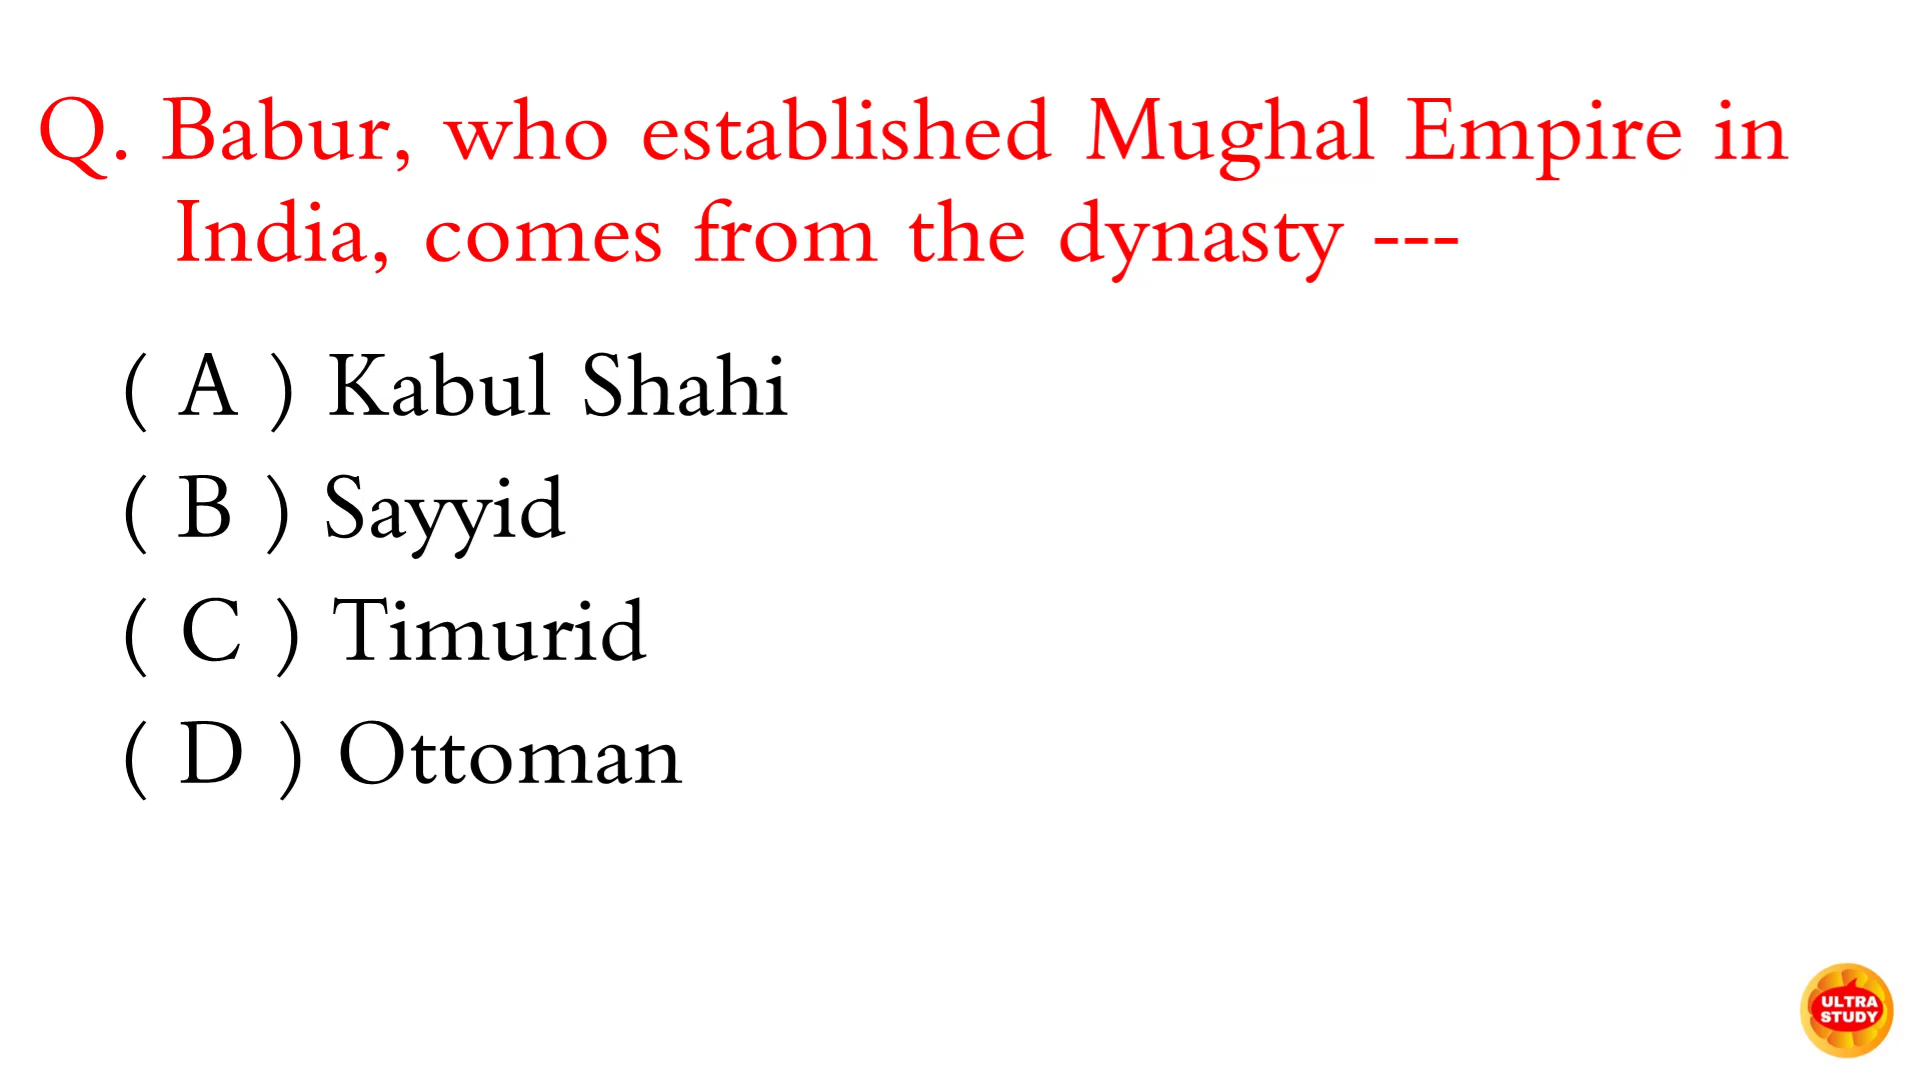 Q. Babur, who established Mughal Empire in
India, comes from the dynasty ---
( A ) Kabul Shahi
( B ) Sayyid
( C ) Timurid
( D ) Ottoman
ULTRA
STUDY